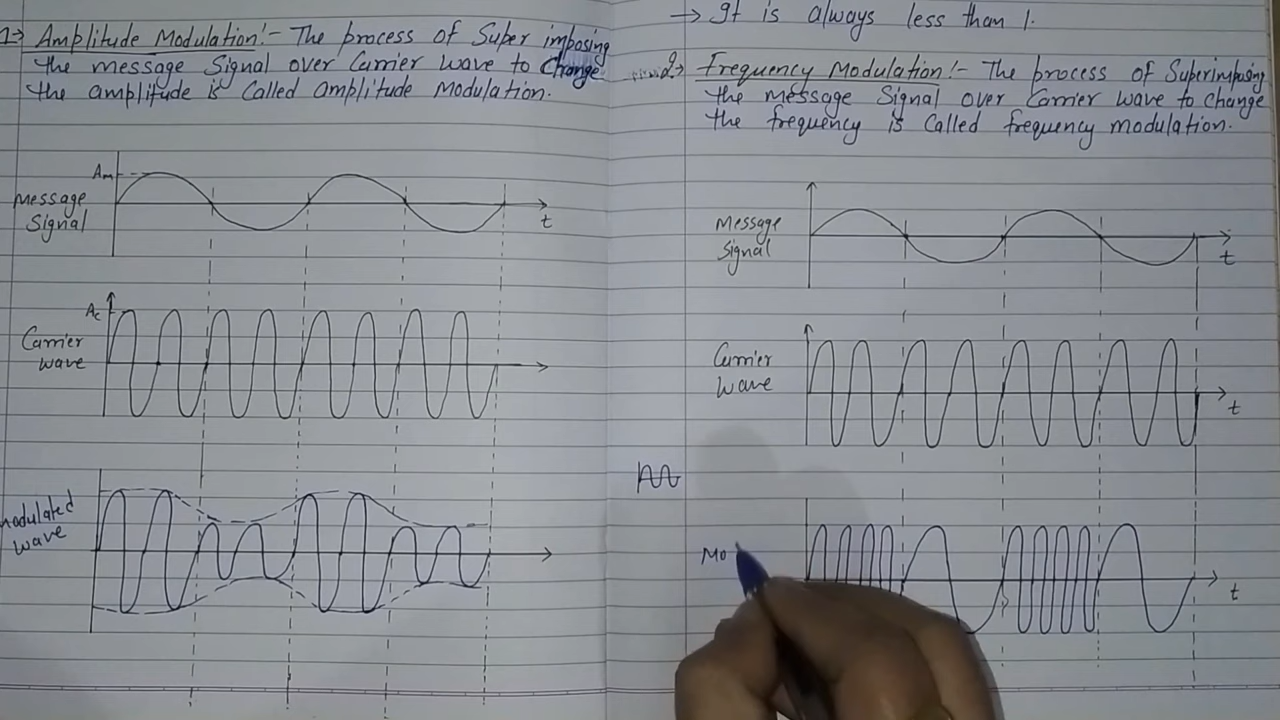 1→ Amplitude Modulation:- The process of Super imposing
the message Signal over Carrier wave to Change
the amplitude is Called amplitude Modulation.
Am
Message
Signal
t
Ac
Carrier
wave
modulated
wave
→ It is always less than 1.
2→ Frequency Modulation:- The process of Superimposing
the message Signal over Carrier wave to change
the frequency is Called frequency modulation.
Message
Signal
t
Carrier
Wave
t
Mo
t